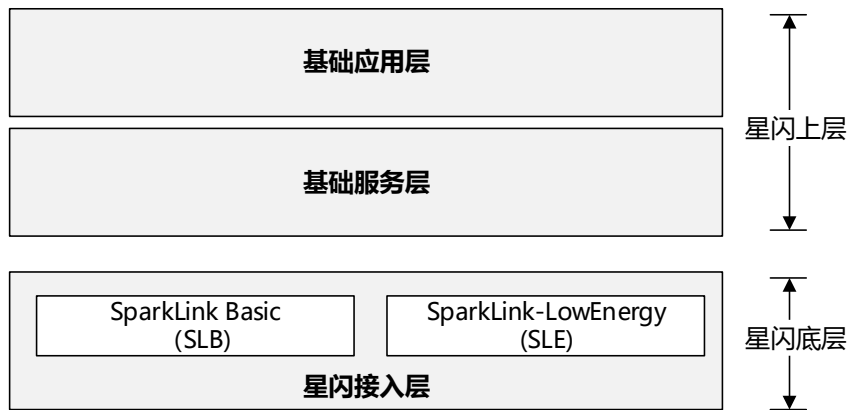 基础应用层
星闪上层
基础服务层
SparkLink Basic
(SLB)
SparkLink-LowEnergy
(SLE)
星闪底层
星闪接入层